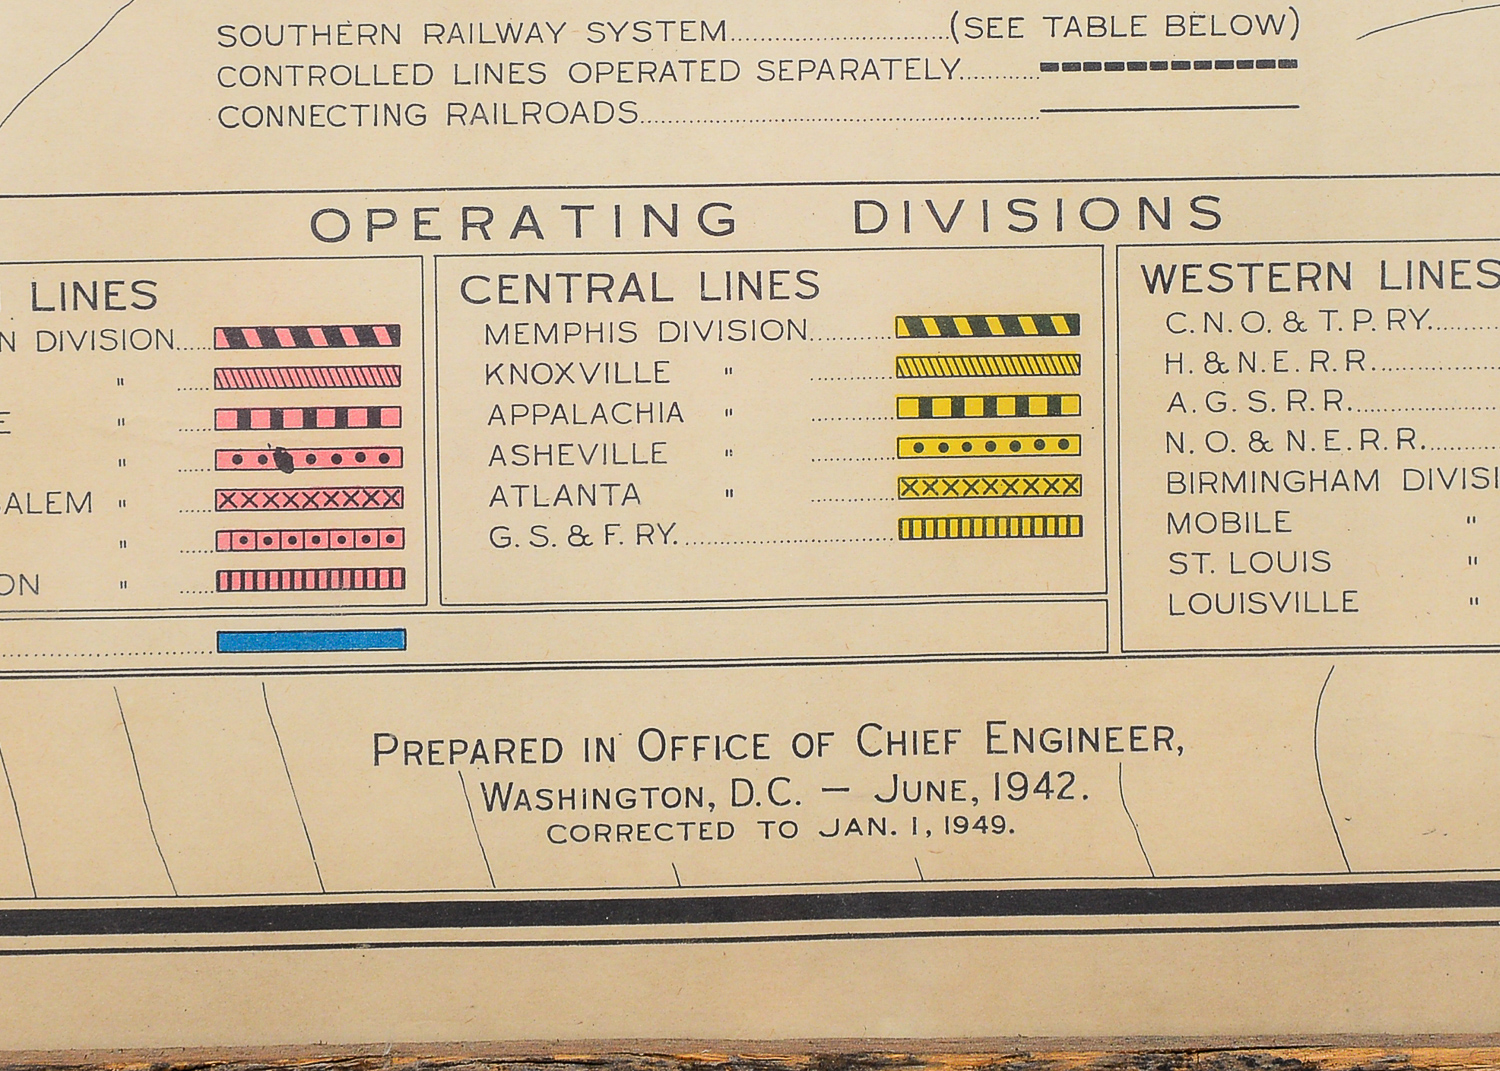 SOUTHERN RAILWAY SYSTEM..............................(SEE TABLE BELOW)
CONTROLLED LINES OPERATED SEPARATELY...........
CONNECTING RAILROADS..........................................................
OPERATING DIVISIONS
LINES
N DIVISION......
" ......
E " ......
" ......
SALEM " ......
" ......
ON " ......
CENTRAL LINES
MEMPHIS DIVISION.............
KNOXVILLE " .............
APPALACHIA " .............
ASHEVILLE " .............
ATLANTA " .............
G. S. & F. RY..................................
WESTERN LINES
C. N. O. & T. P. RY..........
H. & N. E. R. R..................
A. G. S. R. R....................
N. O. & N. E. R. R............
BIRMINGHAM DIVISI
MOBILE "
ST. LOUIS "
LOUISVILLE "
PREPARED IN OFFICE OF CHIEF ENGINEER,
WASHINGTON, D.C. — JUNE, 1942.
CORRECTED TO JAN. 1, 1949.